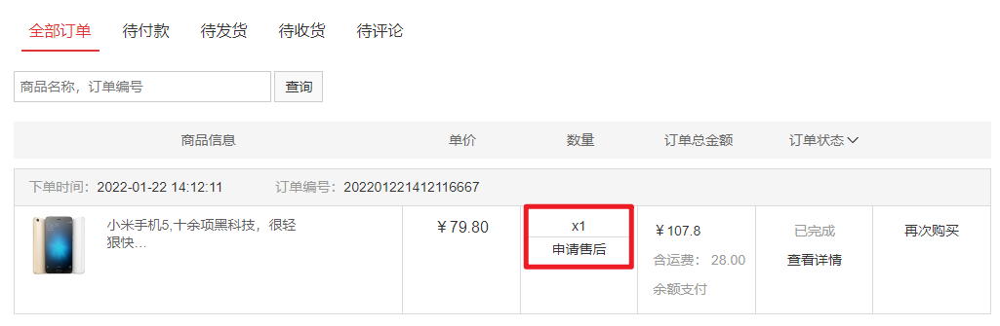 全部订单 待付款 待发货 待收货 待评论
商品名称，订单编号 查询
商品信息 单价 数量 订单总金额 订单状态
下单时间：2022-01-22 14:12:11 订单编号：202201221412116667
小米手机5,十余项黑科技，很轻
狠快…
￥79.80
x1
申请售后
￥107.8
含运费： 28.00
余额支付
已完成
查看详情
再次购买